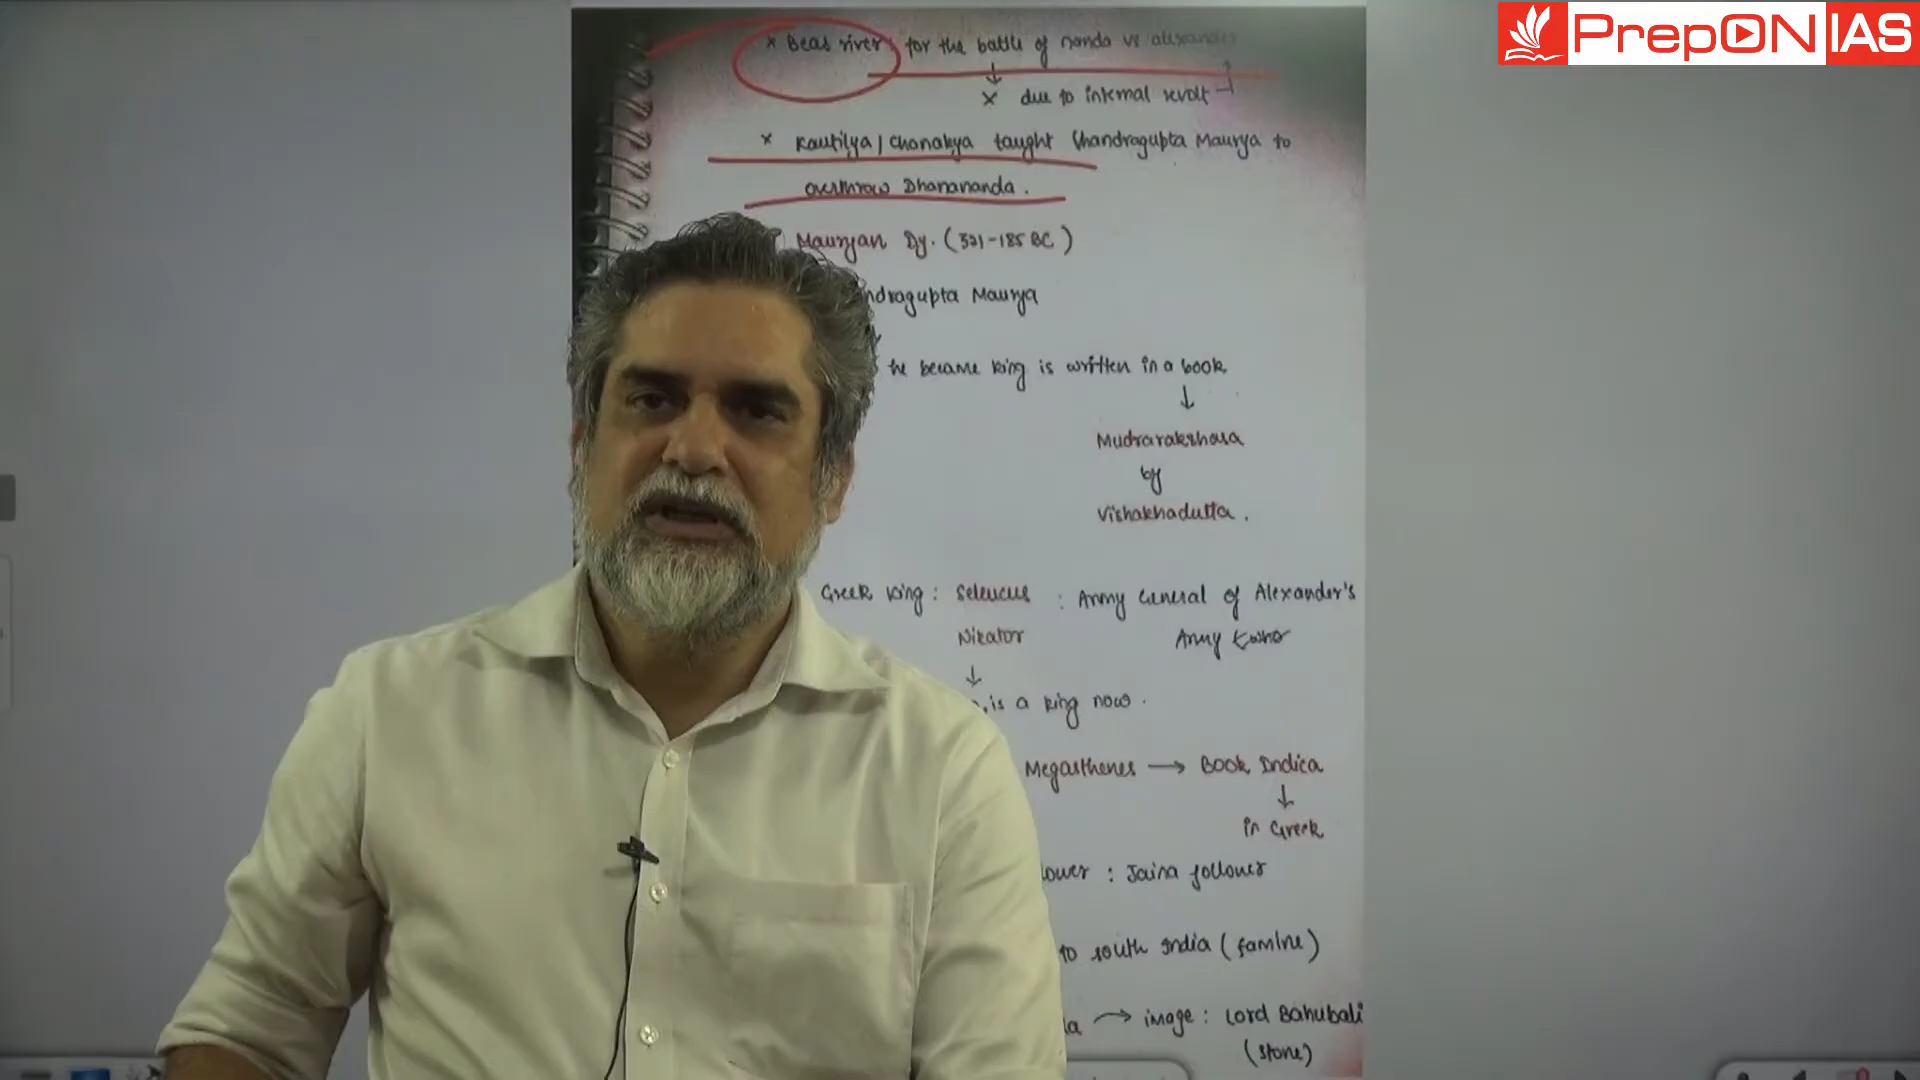 PrepON IAS
x Beas river for the battle of nanda vs alexander
x due to internal revolt
x Kautilya / Chanakya taught Chandragupta Maurya to
overthrow Dhanananda.
Mauryan Dy. (321-185 BC)
ndragupta Maurya
he became king is written in a book
Mudrarakshasa
by
Vishakhadutta.
Greek king : Seleucus : Army General of Alexander's
Nikator Army
is a king now.
Megasthenes → Book Indica
in Greek
lower : Jaina follower
to south India (famine)
la → image : Lord Bahubali
(stone)